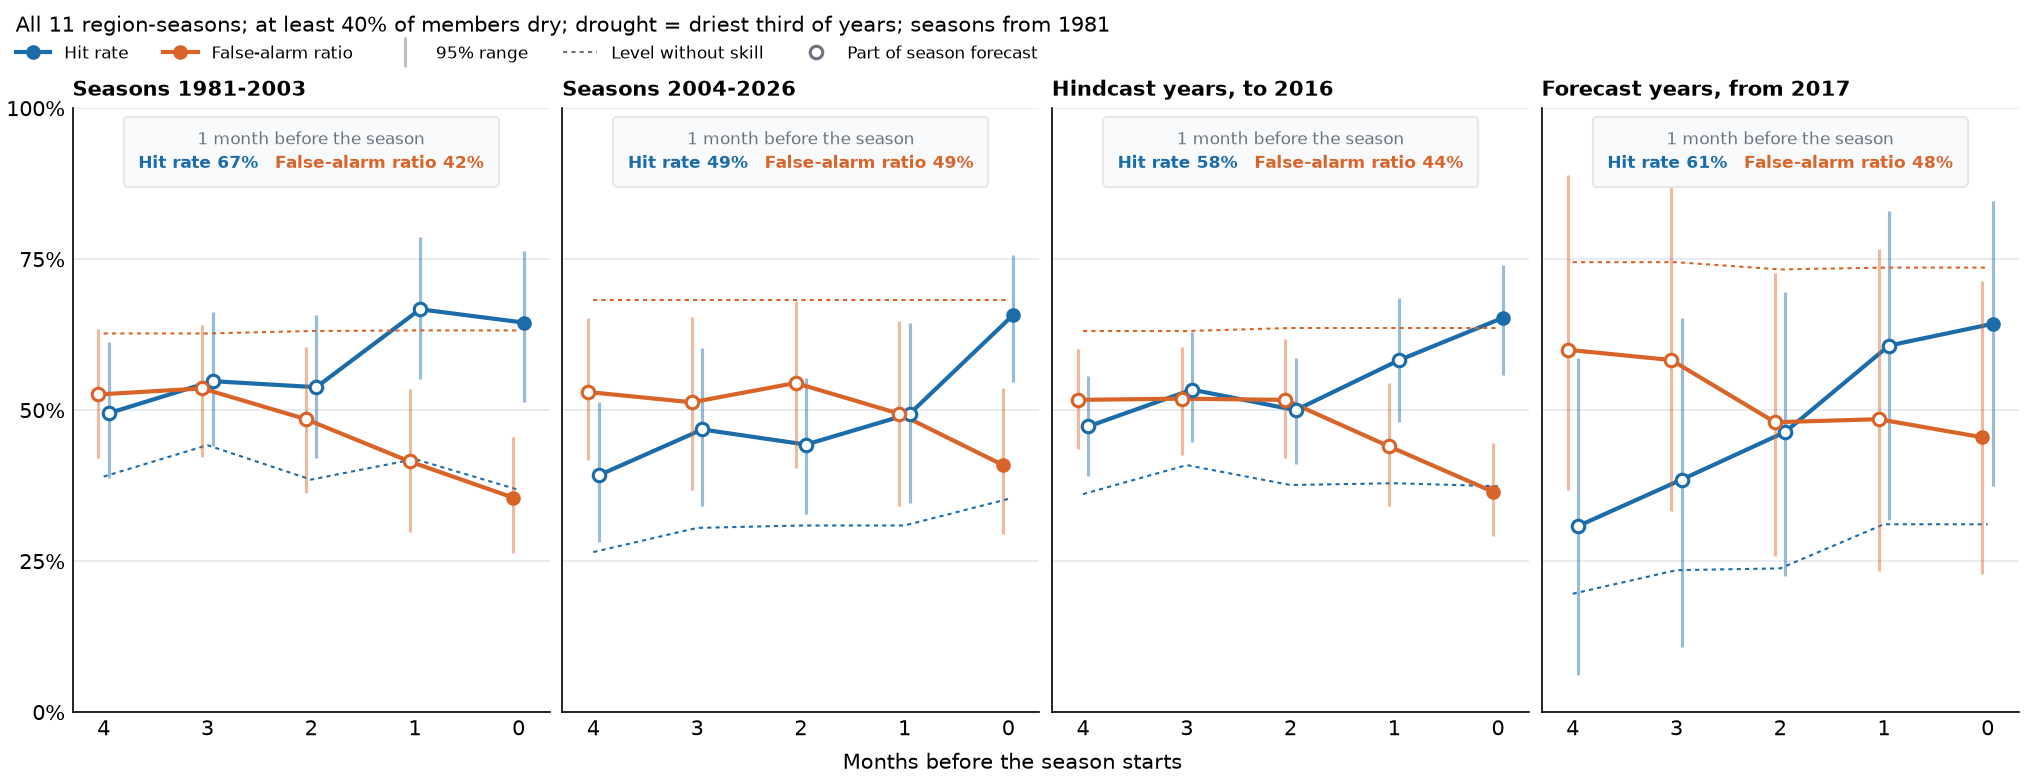 All 11 region-seasons; at least 40% of members dry; drought = driest third of years; seasons from 1981
Hit rate False-alarm ratio 95% range Level without skill Part of season forecast
Seasons 1981-2003 Seasons 2004-2026 Hindcast years, to 2016 Forecast years, from 2017
100%
1 month before the season 1 month before the season 1 month before the season 1 month before the season
Hit rate 67% False-alarm ratio 42% Hit rate 49% False-alarm ratio 49% Hit rate 58% False-alarm ratio 44% Hit rate 61% False-alarm ratio 48%
75%
50%
25%
0%
4 3 2 1 0 4 3 2 1 0 4 3 2 1 0 4 3 2 1 0
Months before the season starts